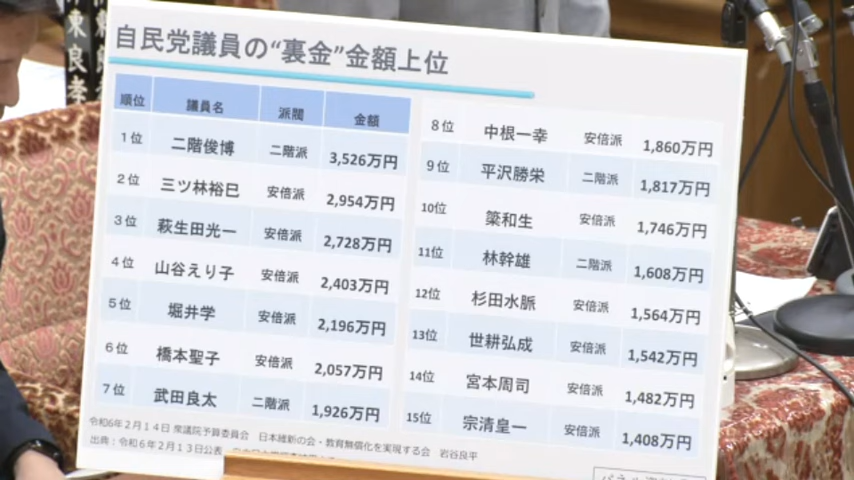 東良孝
自民党議員の“裏金”金額上位
順位 議員名 派閥 金額
1位 二階俊博 二階派 3,526万円
2位 三ツ林裕巳 安倍派 2,954万円
3位 萩生田光一 安倍派 2,728万円
4位 山谷えり子 安倍派 2,403万円
5位 堀井学 安倍派 2,196万円
6位 橋本聖子 安倍派 2,057万円
7位 武田良太 二階派 1,926万円
8位 中根一幸 安倍派 1,860万円
9位 平沢勝栄 二階派 1,817万円
10位 簗和生 安倍派 1,746万円
11位 林幹雄 二階派 1,608万円
12位 杉田水脈 安倍派 1,564万円
13位 世耕弘成 安倍派 1,542万円
14位 宮本周司 安倍派 1,482万円
15位 宗清皇一 安倍派 1,408万円
令和6年2月14日 衆議院予算委員会 日本維新の会・教育無償化を実現する会 岩谷良平
出典：令和6年2月13日公表